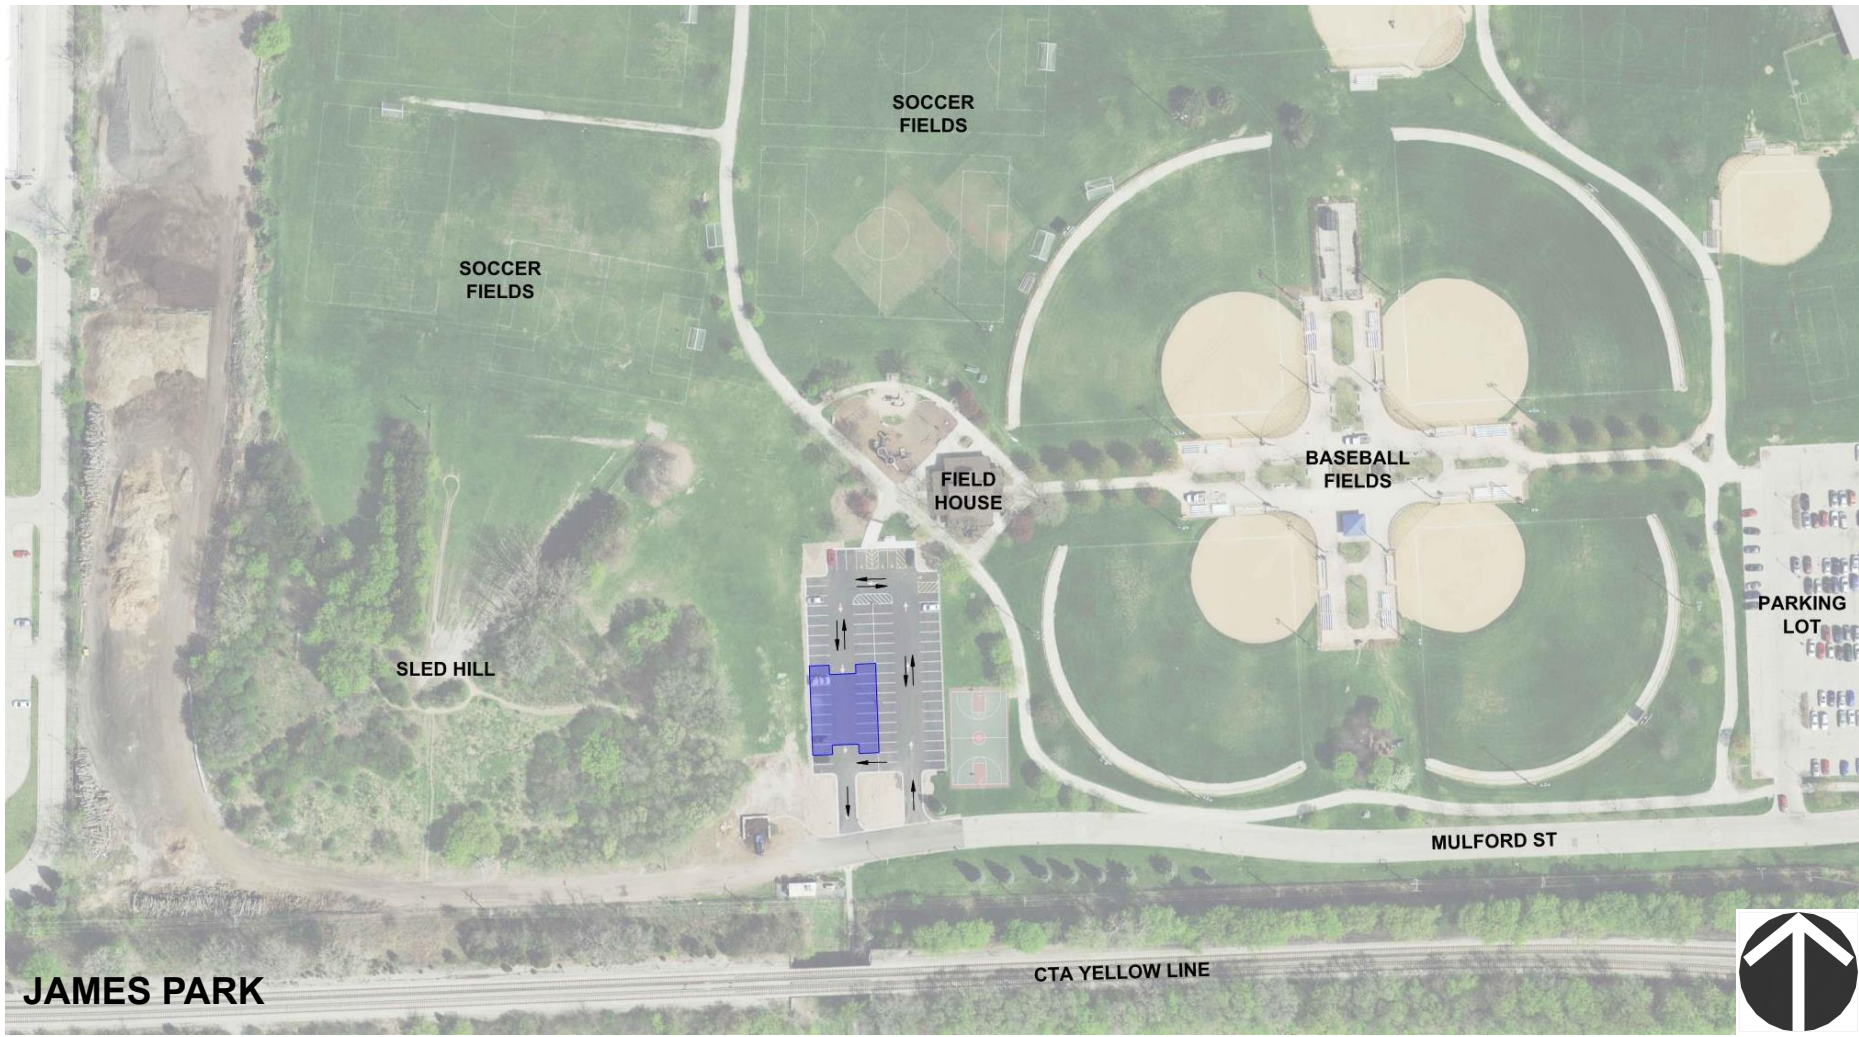 SOCCER
FIELDS
SOCCER
FIELDS
FIELD
HOUSE
BASEBALL
FIELDS
PARKING
LOT
SLED HILL
MULFORD ST
CTA YELLOW LINE
JAMES PARK